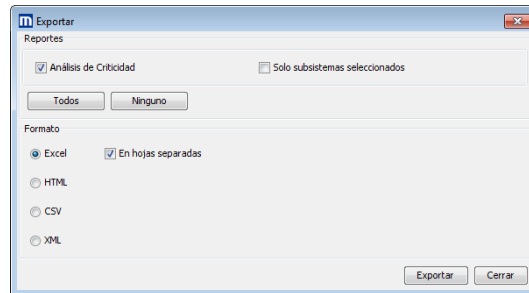 Exportar
Reportes
Análisis de Criticidad Solo subsistemas seleccionados
Todos Ninguno
Formato
Excel En hojas separadas
HTML
CSV
XML
Exportar Cerrar